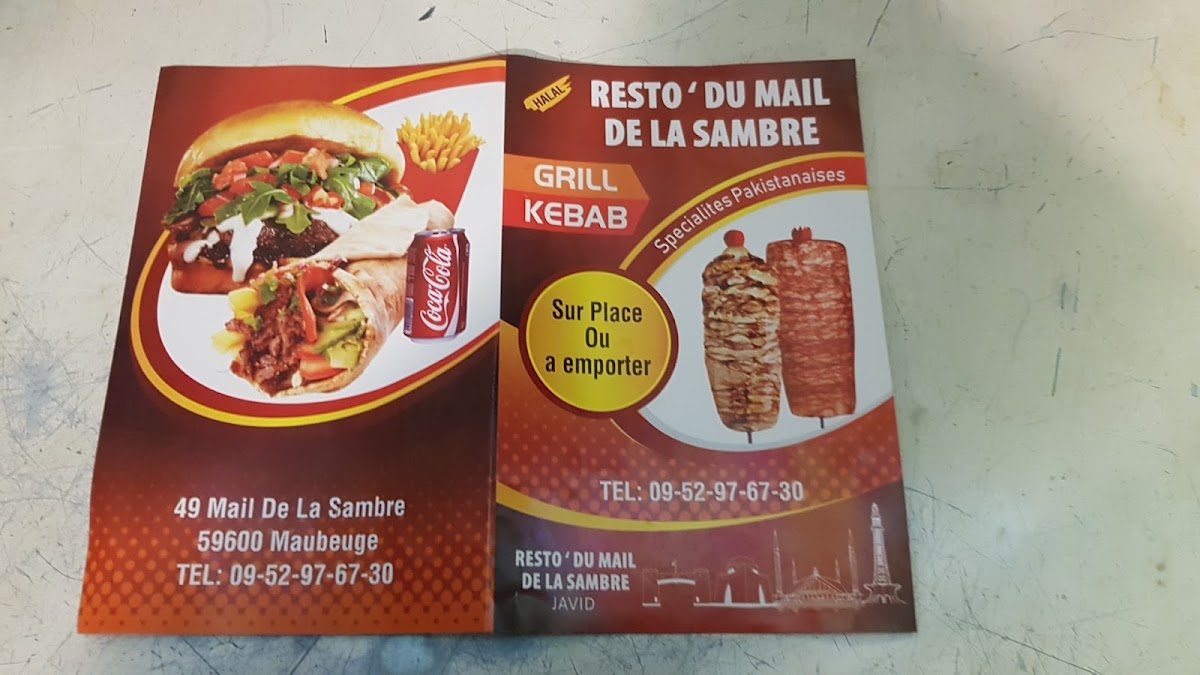 Coca-Cola
49 Mail De La Sambre
59600 Maubeuge
TEL: 09-52-97-67-30
HALAL
RESTO ‘ DU MAIL
DE LA SAMBRE
GRILL
KEBAB
Specialites Pakistanaises
Sur Place
Ou
a emporter
TEL: 09-52-97-67-30
RESTO ‘ DU MAIL
DE LA SAMBRE
JAVID